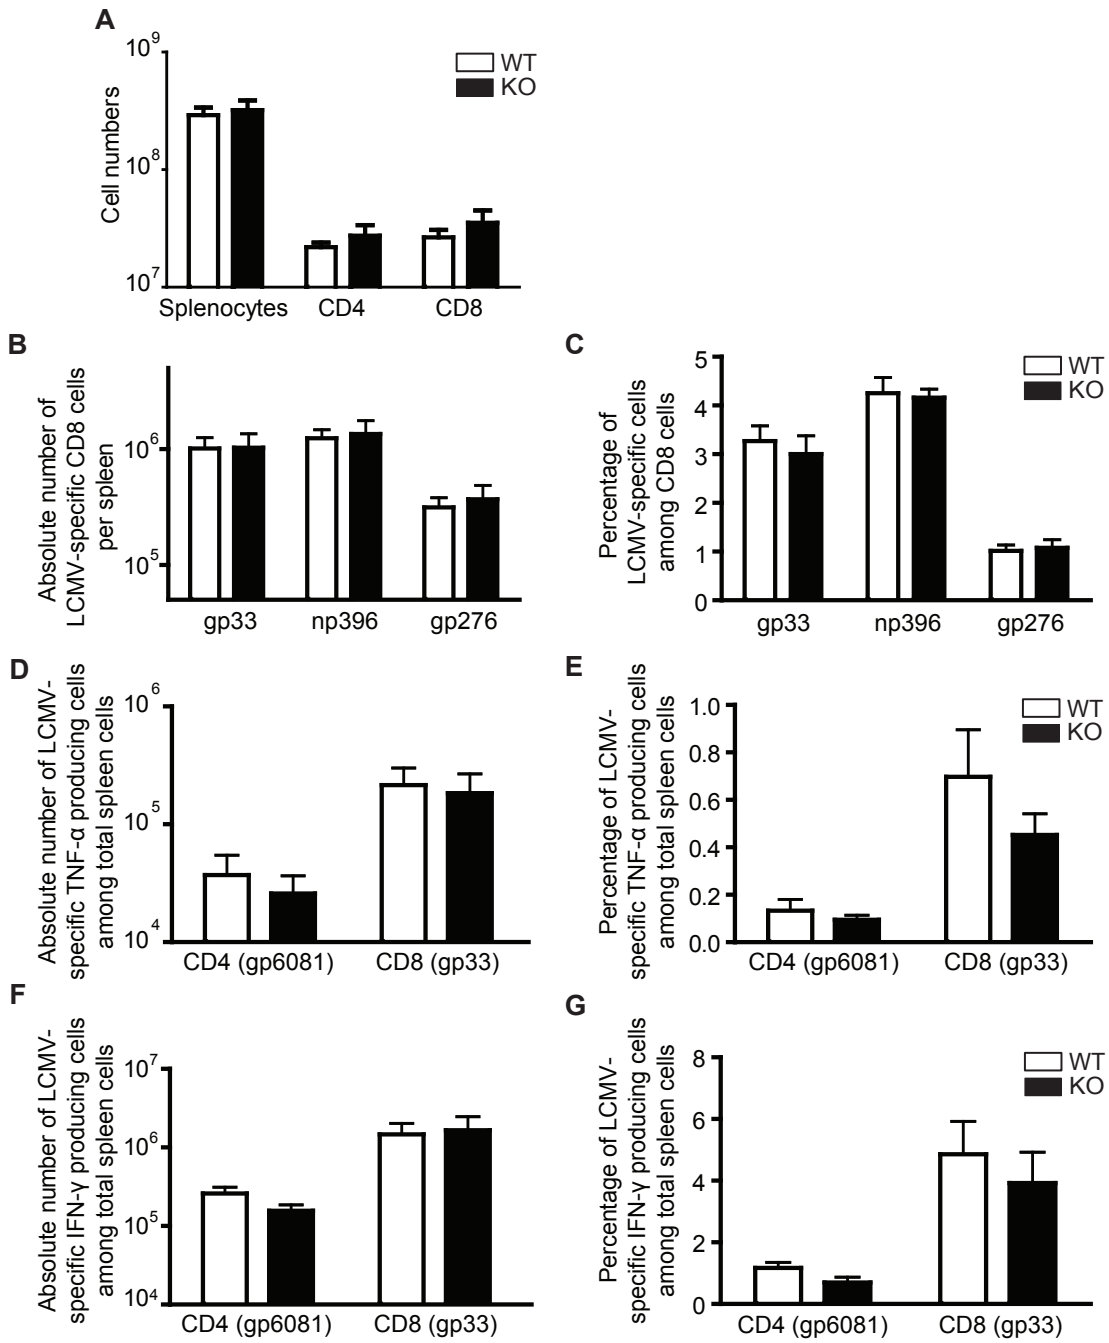 A
10^9
10^8
10^7
Cell numbers
WT
KO
Splenocytes CD4 CD8
B
Absolute number of
LCMV-specific CD8 cells
per spleen
10^6
10^5
gp33 np396 gp276
C
Percentage of
LCMV-specific cells
among CD8 cells
5
4
3
2
1
0
WT
KO
gp33 np396 gp276
D
Absolute number of LCMV-
specific TNF-α producing cells
among total spleen cells
10^6
10^5
10^4
CD4 (gp6081) CD8 (gp33)
E
Percentage of LCMV-
specific TNF-α producing cells
among total spleen cells
1.0
0.8
0.6
0.4
0.2
0.0
WT
KO
CD4 (gp6081) CD8 (gp33)
F
Absolute number of LCMV-
specific IFN-γ producing cells
among total spleen cells
10^7
10^6
10^5
10^4
CD4 (gp6081) CD8 (gp33)
G
Percentage of LCMV-
specific IFN-γ producing cells
among total spleen cells
8
6
4
2
0
WT
KO
CD4 (gp6081) CD8 (gp33)